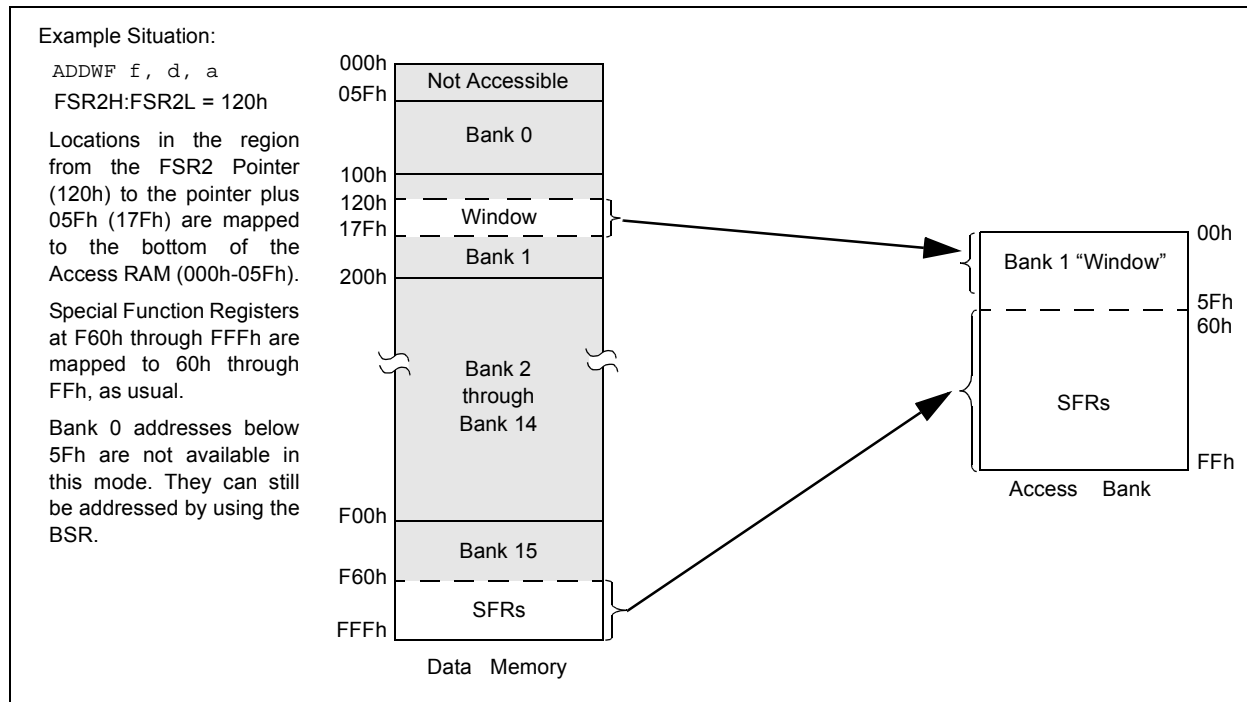 Example Situation:
ADDWF f, d, a
FSR2H:FSR2L = 120h
Locations in the region
from the FSR2 Pointer
(120h) to the pointer plus
05Fh (17Fh) are mapped
to the bottom of the
Access RAM (000h-05Fh).
Special Function Registers
at F60h through FFFh are
mapped to 60h through
FFh, as usual.
Bank 0 addresses below
5Fh are not available in
this mode. They can still
be addressed by using the
BSR.
000h
Not Accessible
05Fh
Bank 0
100h
120h
Window
17Fh
Bank 1
200h
Bank 2
through
Bank 14
F00h
Bank 15
F60h
SFRs
FFFh
Data Memory
00h
Bank 1 “Window”
5Fh
60h
SFRs
FFh
Access Bank